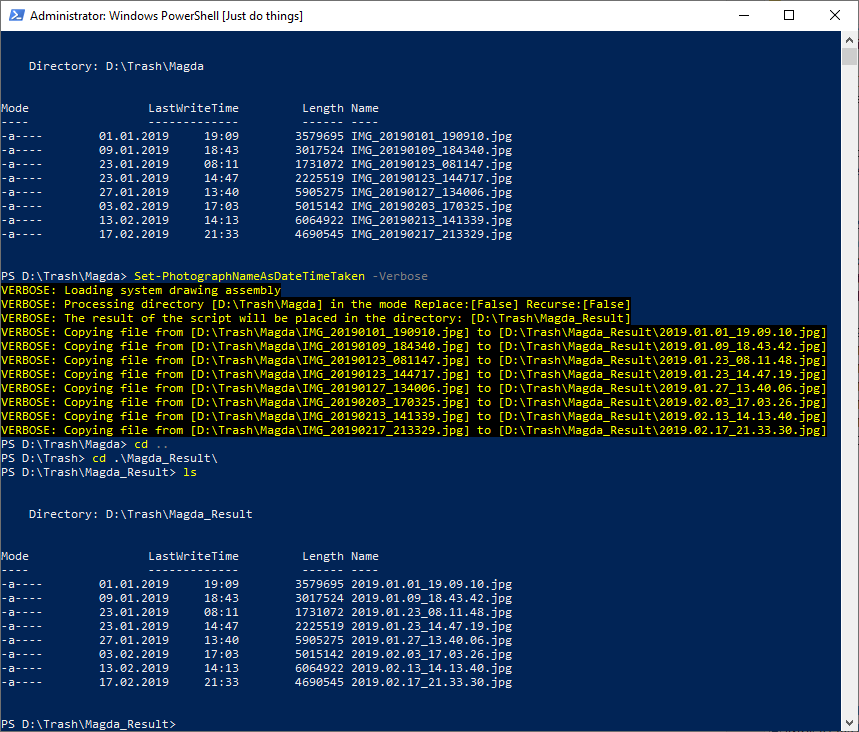 Administrator: Windows PowerShell [Just do things]
Directory: D:\Trash\Magda
Mode                 LastWriteTime         Length Name
----                 -------------         ------ ----
-a----        01.01.2019     19:09        3579695 IMG_20190101_190910.jpg
-a----        09.01.2019     18:43        3017524 IMG_20190109_184340.jpg
-a----        23.01.2019     08:11        1731072 IMG_20190123_081147.jpg
-a----        23.01.2019     14:47        2225519 IMG_20190123_144717.jpg
-a----        27.01.2019     13:40        5905275 IMG_20190127_134006.jpg
-a----        03.02.2019     17:03        5015142 IMG_20190203_170325.jpg
-a----        13.02.2019     14:13        6064922 IMG_20190213_141339.jpg
-a----        17.02.2019     21:33        4690545 IMG_20190217_213329.jpg
PS D:\Trash\Magda> Set-PhotographNameAsDateTimeTaken -Verbose
VERBOSE: Loading system drawing assembly
VERBOSE: Processing directory [D:\Trash\Magda] in the mode Replace:[False] Recurse:[False]
VERBOSE: The result of the script will be placed in the directory: [D:\Trash\Magda_Result]
VERBOSE: Copying file from [D:\Trash\Magda\IMG_20190101_190910.jpg] to [D:\Trash\Magda_Result\2019.01.01_19.09.10.jpg]
VERBOSE: Copying file from [D:\Trash\Magda\IMG_20190109_184340.jpg] to [D:\Trash\Magda_Result\2019.01.09_18.43.42.jpg]
VERBOSE: Copying file from [D:\Trash\Magda\IMG_20190123_081147.jpg] to [D:\Trash\Magda_Result\2019.01.23_08.11.48.jpg]
VERBOSE: Copying file from [D:\Trash\Magda\IMG_20190123_144717.jpg] to [D:\Trash\Magda_Result\2019.01.23_14.47.19.jpg]
VERBOSE: Copying file from [D:\Trash\Magda\IMG_20190127_134006.jpg] to [D:\Trash\Magda_Result\2019.01.27_13.40.06.jpg]
VERBOSE: Copying file from [D:\Trash\Magda\IMG_20190203_170325.jpg] to [D:\Trash\Magda_Result\2019.02.03_17.03.26.jpg]
VERBOSE: Copying file from [D:\Trash\Magda\IMG_20190213_141339.jpg] to [D:\Trash\Magda_Result\2019.02.13_14.13.40.jpg]
VERBOSE: Copying file from [D:\Trash\Magda\IMG_20190217_213329.jpg] to [D:\Trash\Magda_Result\2019.02.17_21.33.30.jpg]
PS D:\Trash\Magda> cd ..
PS D:\Trash> cd .\Magda_Result\
PS D:\Trash\Magda_Result> ls
Directory: D:\Trash\Magda_Result
Mode                 LastWriteTime         Length Name
----                 -------------         ------ ----
-a----        01.01.2019     19:09        3579695 2019.01.01_19.09.10.jpg
-a----        09.01.2019     18:43        3017524 2019.01.09_18.43.42.jpg
-a----        23.01.2019     08:11        1731072 2019.01.23_08.11.48.jpg
-a----        23.01.2019     14:47        2225519 2019.01.23_14.47.19.jpg
-a----        27.01.2019     13:40        5905275 2019.01.27_13.40.06.jpg
-a----        03.02.2019     17:03        5015142 2019.02.03_17.03.26.jpg
-a----        13.02.2019     14:13        6064922 2019.02.13_14.13.40.jpg
-a----        17.02.2019     21:33        4690545 2019.02.17_21.33.30.jpg
PS D:\Trash\Magda_Result>